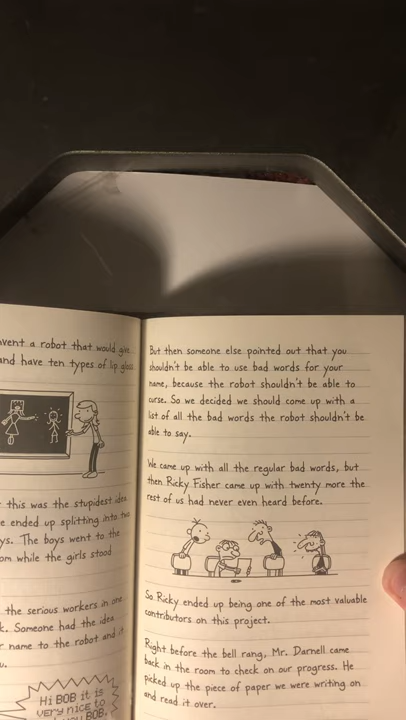 vent a robot that would give
and have ten types of lip gloss
this was the stupidest idea
ended up splitting into two
ys. The boys went to the
om while the girls stood
the serious workers in one
k. Someone had the idea
name to the robot and it
u.
Hi BOB it is
very nice to
BOB.
But then someone else pointed out that you
shouldn't be able to use bad words for your
name, because the robot shouldn't be able to
curse. So we decided we should come up with a
list of all the bad words the robot shouldn't be
able to say.
We came up with all the regular bad words, but
then Ricky Fisher came up with twenty more the
rest of us had never even heard before.
So Ricky ended up being one of the most valuable
contributors on this project.
Right before the bell rang, Mr. Darnell came
back in the room to check on our progress. He
picked up the piece of paper we were writing on
and read it over.